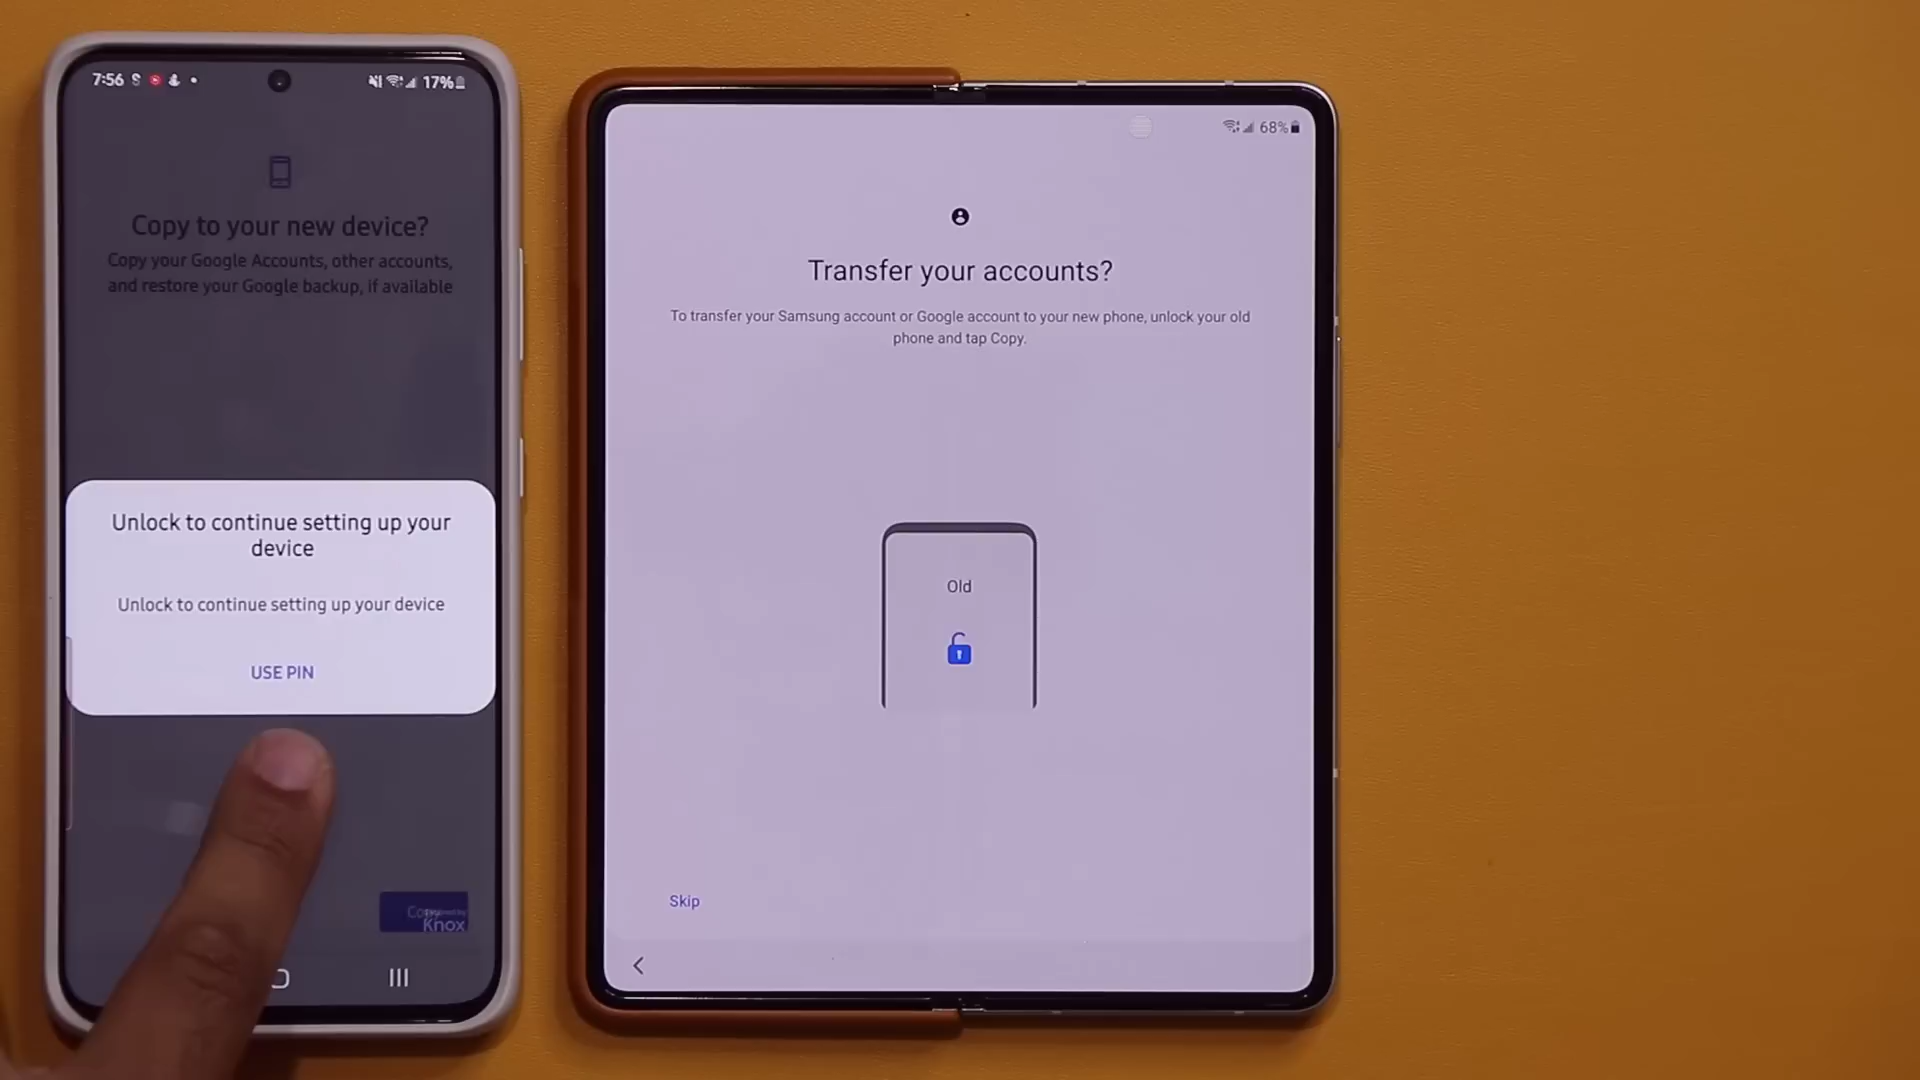 7:56
17%
Copy to your new device?
Copy your Google Accounts, other accounts,
and restore your Google backup, if available
Unlock to continue setting up your
device
Unlock to continue setting up your device
USE PIN
Knox
68%
Transfer your accounts?
To transfer your Samsung account or Google account to your new phone, unlock your old
phone and tap Copy.
Old
Skip